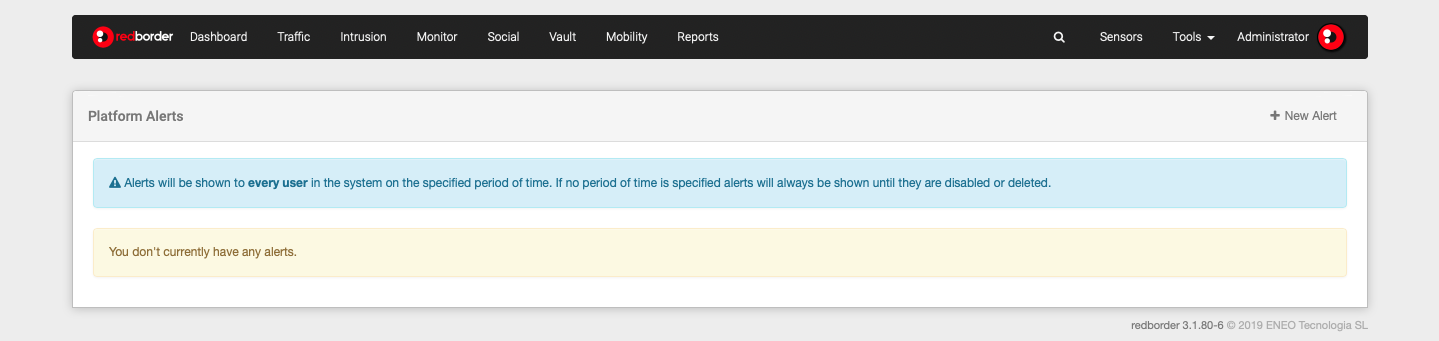 redborder Dashboard Traffic Intrusion Monitor Social Vault Mobility Reports Sensors Tools Administrator
Platform Alerts New Alert
Alerts will be shown to every user in the system on the specified period of time. If no period of time is specified alerts will always be shown until they are disabled or deleted.
You don't currently have any alerts.
redborder 3.1.80-6 © 2019 ENEO Tecnologia SL